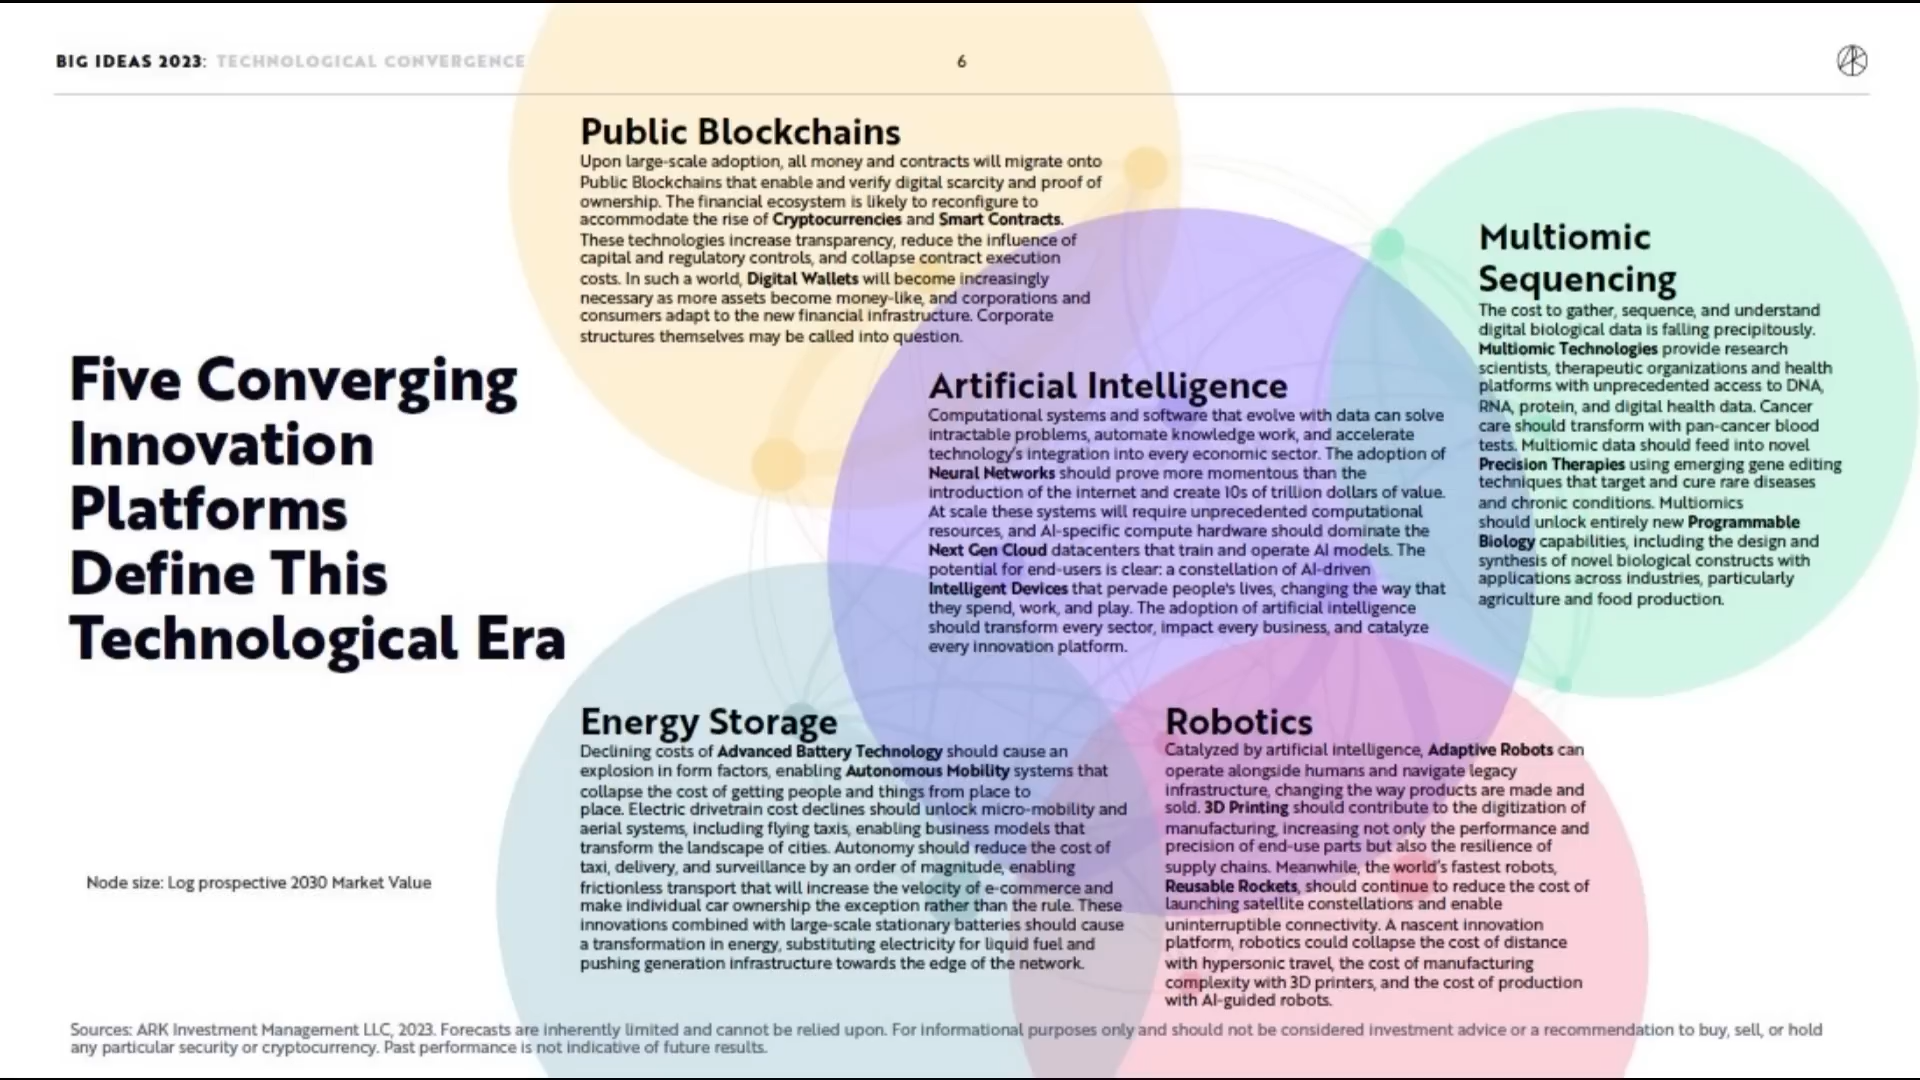 BIG IDEAS 2023: TECHNOLOGICAL CONVERGENCE
6
Five Converging
Innovation
Platforms
Define This
Technological Era
Node size: Log prospective 2030 Market Value
Public Blockchains
Upon large-scale adoption, all money and contracts will migrate onto
Public Blockchains that enable and verify digital scarcity and proof of
ownership. The financial ecosystem is likely to reconfigure to
accommodate the rise of Cryptocurrencies and Smart Contracts.
These technologies increase transparency, reduce the influence of
capital and regulatory controls, and collapse contract execution
costs. In such a world, Digital Wallets will become increasingly
necessary as more assets become money-like, and corporations and
consumers adapt to the new financial infrastructure. Corporate
structures themselves may be called into question.
Artificial Intelligence
Computational systems and software that evolve with data can solve
intractable problems, automate knowledge work, and accelerate
technology's integration into every economic sector. The adoption of
Neural Networks should prove more momentous than the
introduction of the internet and create 10s of trillion dollars of value.
At scale these systems will require unprecedented computational
resources, and AI-specific compute hardware should dominate the
Next Gen Cloud datacenters that train and operate AI models. The
potential for end-users is clear: a constellation of AI-driven
Intelligent Devices that pervade people's lives, changing the way that
they spend, work, and play. The adoption of artificial intelligence
should transform every sector, impact every business, and catalyze
every innovation platform.
Multiomic
Sequencing
The cost to gather, sequence, and understand
digital biological data is falling precipitously.
Multiomic Technologies provide research
scientists, therapeutic organizations and health
platforms with unprecedented access to DNA,
RNA, protein, and digital health data. Cancer
care should transform with pan-cancer blood
tests. Multiomic data should feed into novel
Precision Therapies using emerging gene editing
techniques that target and cure rare diseases
and chronic conditions. Multiomics
should unlock entirely new Programmable
Biology capabilities, including the design and
synthesis of novel biological constructs with
applications across industries, particularly
agriculture and food production.
Energy Storage
Declining costs of Advanced Battery Technology should cause an
explosion in form factors, enabling Autonomous Mobility systems that
collapse the cost of getting people and things from place to
place. Electric drivetrain cost declines should unlock micro-mobility and
aerial systems, including flying taxis, enabling business models that
transform the landscape of cities. Autonomy should reduce the cost of
taxi, delivery, and surveillance by an order of magnitude, enabling
frictionless transport that will increase the velocity of e-commerce and
make individual car ownership the exception rather than the rule. These
innovations combined with large-scale stationary batteries should cause
a transformation in energy, substituting electricity for liquid fuel and
pushing generation infrastructure towards the edge of the network.
Robotics
Catalyzed by artificial intelligence, Adaptive Robots can
operate alongside humans and navigate legacy
infrastructure, changing the way products are made and
sold. 3D Printing should contribute to the digitization of
manufacturing, increasing not only the performance and
precision of end-use parts but also the resilience of
supply chains. Meanwhile, the world's fastest robots,
Reusable Rockets, should continue to reduce the cost of
launching satellite constellations and enable
uninterruptible connectivity. A nascent innovation
platform, robotics could collapse the cost of distance
with hypersonic travel, the cost of manufacturing
complexity with 3D printers, and the cost of production
with AI-guided robots.
Sources: ARK Investment Management LLC, 2023. Forecasts are inherently limited and cannot be relied upon. For informational purposes only and should not be considered investment advice or a recommendation to buy, sell, or hold
any particular security or cryptocurrency. Past performance is not indicative of future results.